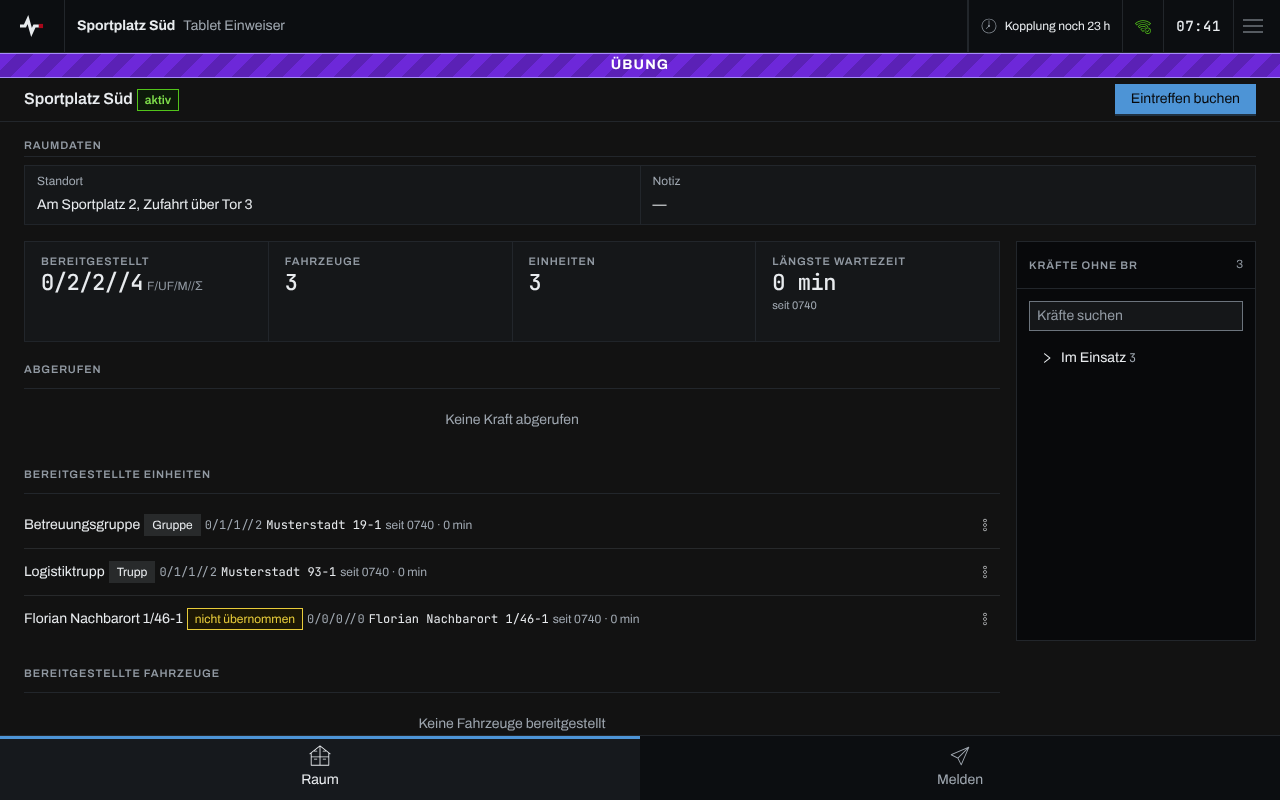 Sportplatz Süd Tablet Einweiser
Kopplung noch 23 h
07:41
ÜBUNG
Sportplatz Süd aktiv
Eintreffen buchen
RAUMDATEN
Standort
Am Sportplatz 2, Zufahrt über Tor 3
Notiz
—
BEREITGESTELLT
0/2/2//4 F/UF/M//Σ
FAHRZEUGE
3
EINHEITEN
3
LÄNGSTE WARTEZEIT
0 min
seit 0740
KRÄFTE OHNE BR 3
Kräfte suchen
Im Einsatz 3
ABGERUFEN
Keine Kraft abgerufen
BEREITGESTELLTE EINHEITEN
Betreuungsgruppe Gruppe 0/1/1//2 Musterstadt 19-1 seit 0740 · 0 min
Logistiktrupp Trupp 0/1/1//2 Musterstadt 93-1 seit 0740 · 0 min
Florian Nachbarort 1/46-1 nicht übernommen 0/0/0//0 Florian Nachbarort 1/46-1 seit 0740 · 0 min
BEREITGESTELLTE FAHRZEUGE
Keine Fahrzeuge bereitgestellt
Raum
Melden